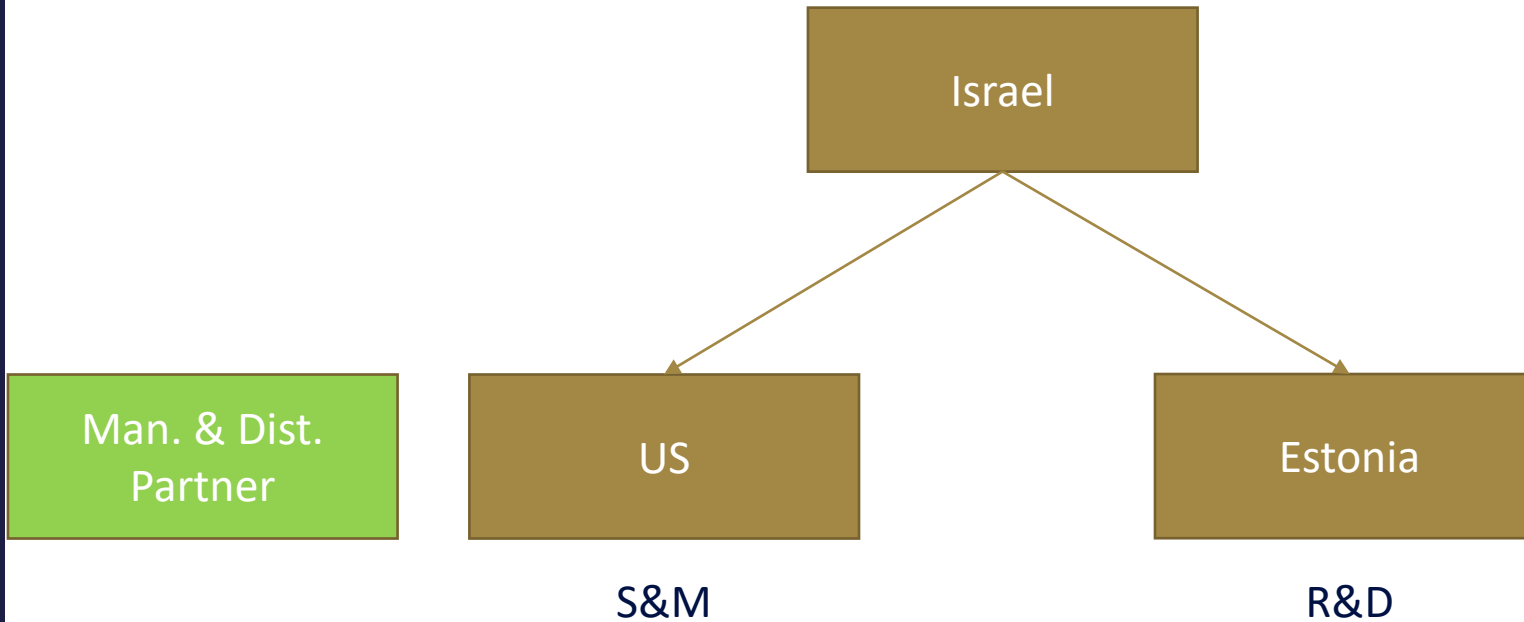 Israel
Man. & Dist.
Partner
US
Estonia
S&M
R&D